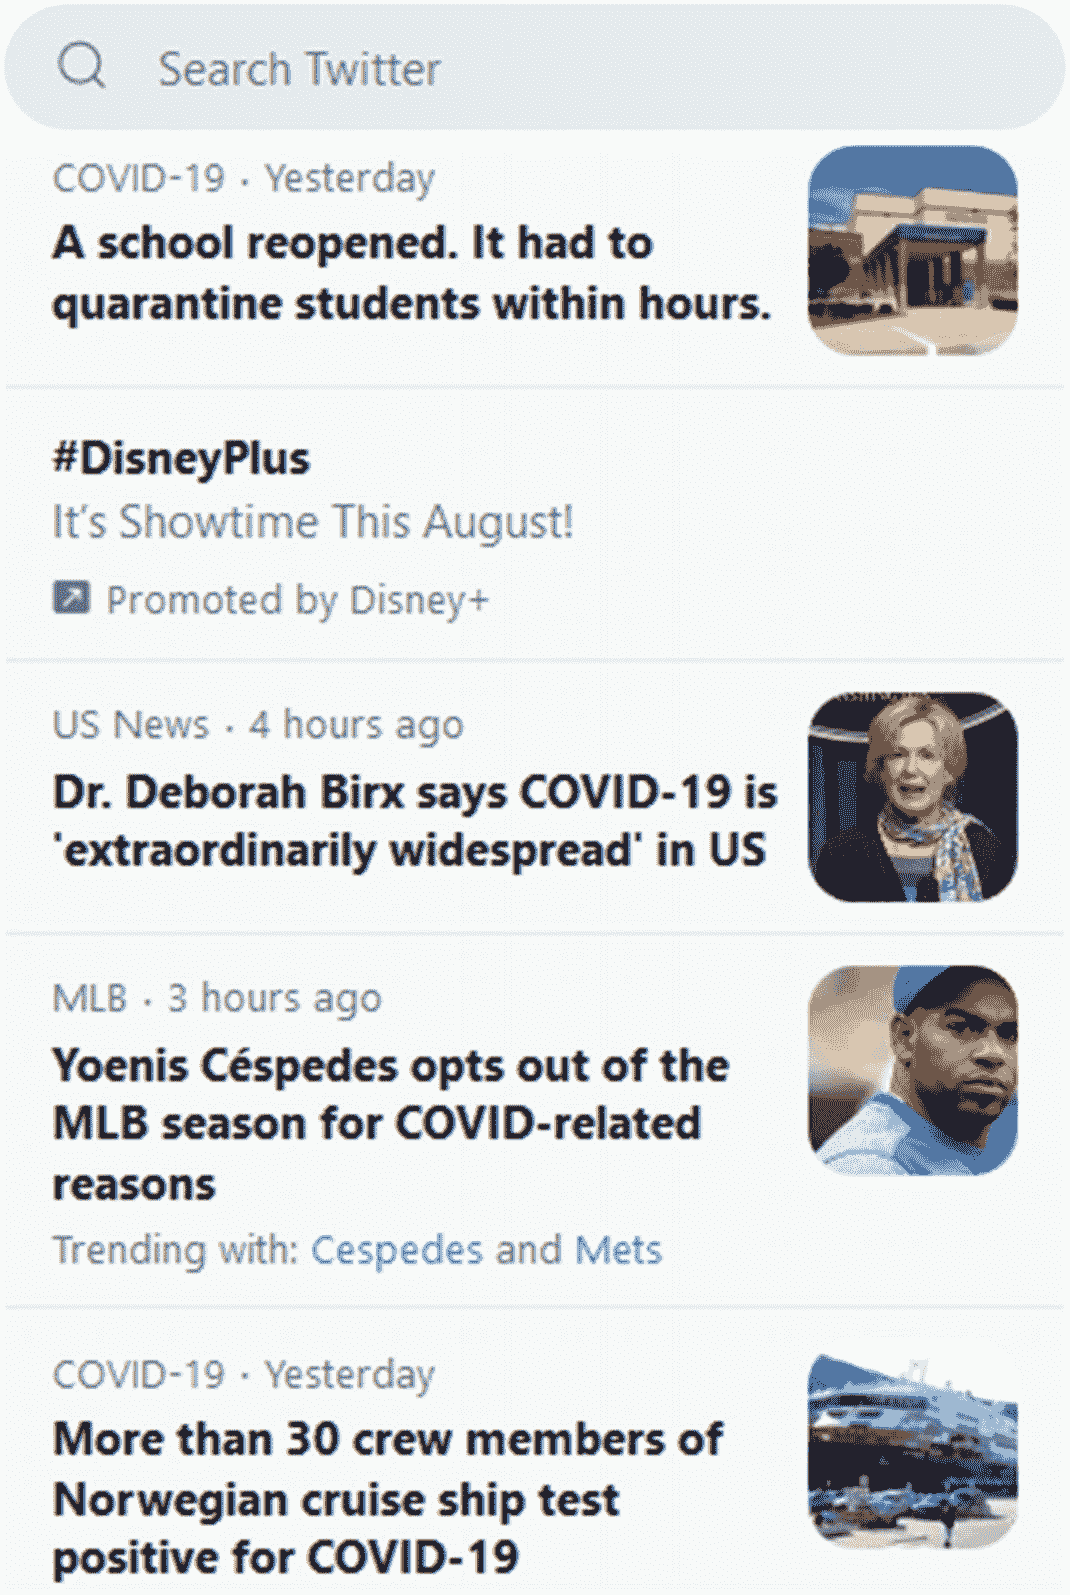 Search Twitter
COVID-19 · Yesterday
A school reopened. It had to
quarantine students within hours.
#DisneyPlus
It's Showtime This August!
Promoted by Disney+
US News · 4 hours ago
Dr. Deborah Birx says COVID-19 is
'extraordinarily widespread' in US
MLB · 3 hours ago
Yoenis Céspedes opts out of the
MLB season for COVID-related
reasons
Trending with: Cespedes and Mets
COVID-19 · Yesterday
More than 30 crew members of
Norwegian cruise ship test
positive for COVID-19